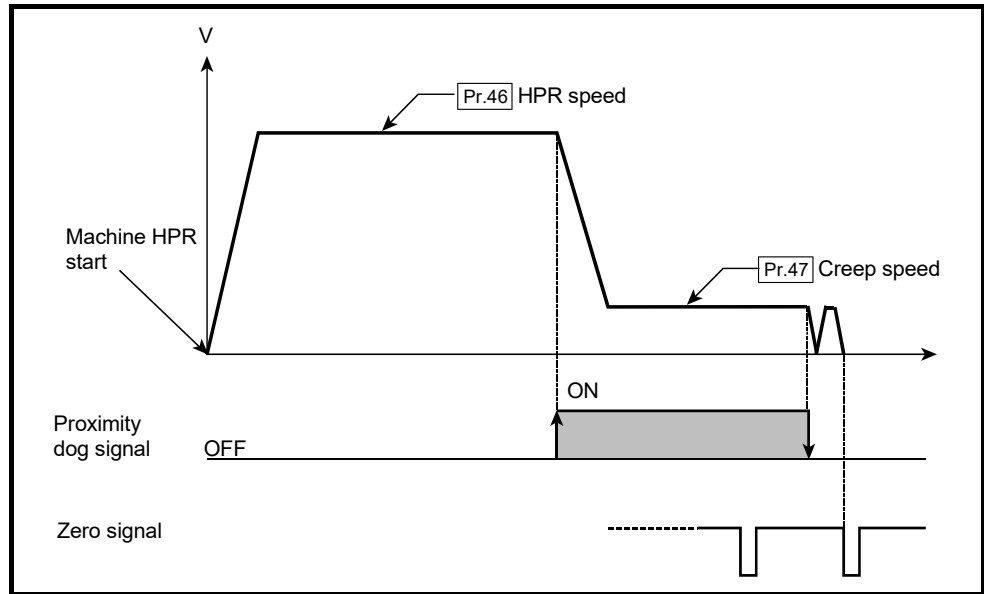 V
Pr.46 HPR speed
Machine HPR
start
Pr.47 Creep speed
ON
Proximity
dog signal
OFF
Zero signal